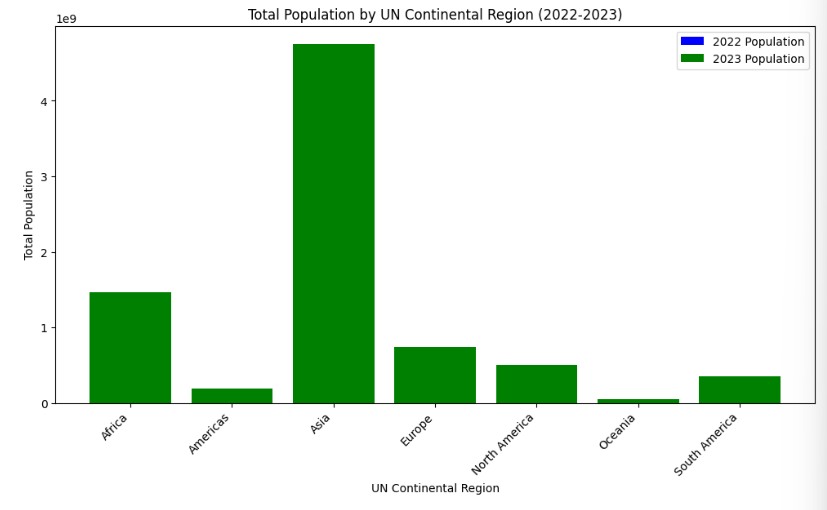 Total Population by UN Continental Region (2022-2023)
1e9
2022 Population
2023 Population
4
3
2
1
0
Total Population
Africa
Americas
Asia
Europe
North America
Oceania
South America
UN Continental Region